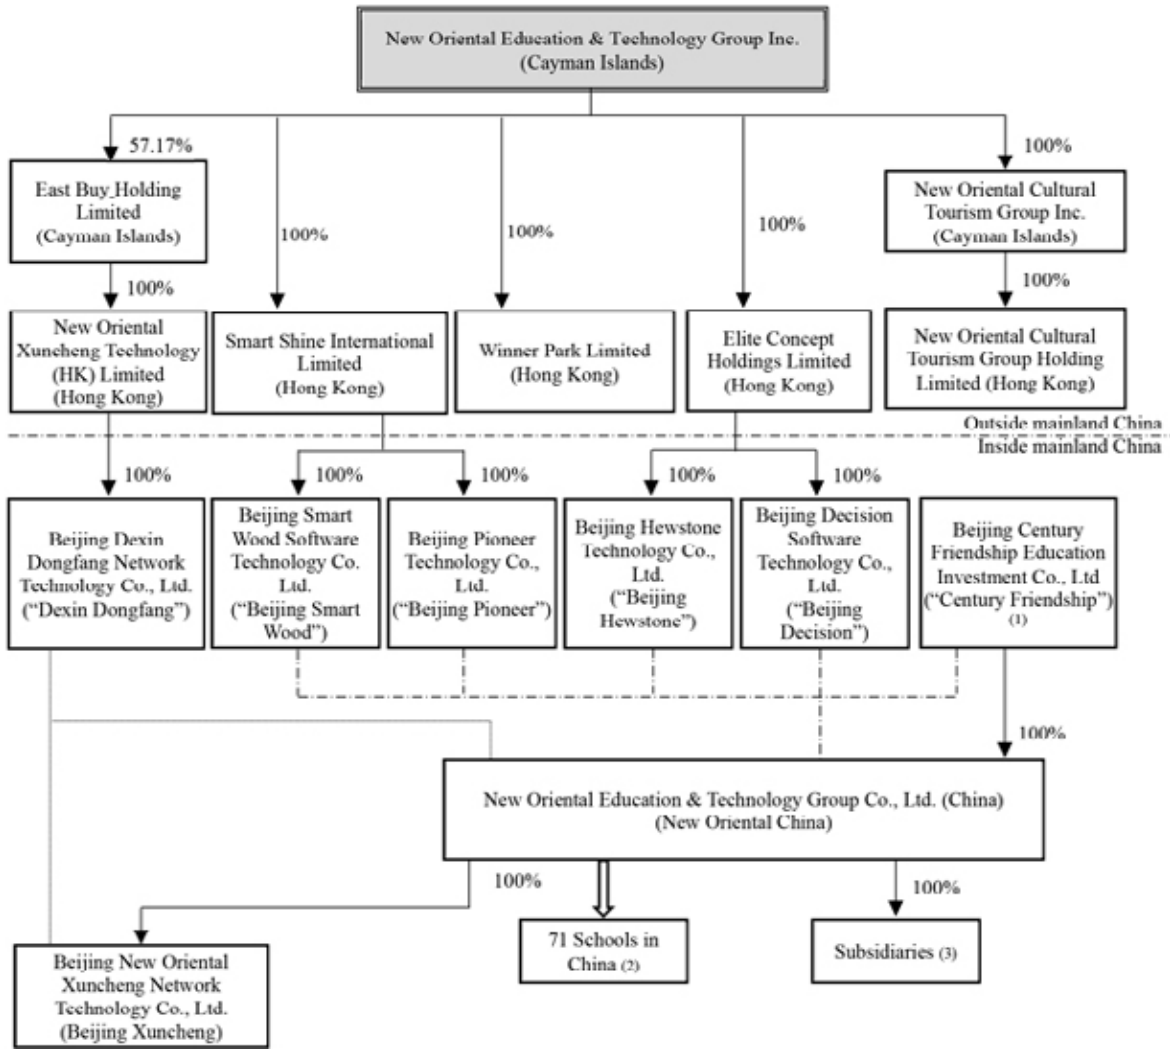 New Oriental Education & Technology Group Inc.
(Cayman Islands)
57.17%
100%
East Buy Holding
Limited
(Cayman Islands)
100%
100%
100%
New Oriental Cultural
Tourism Group Inc.
(Cayman Islands)
100%
100%
New Oriental
Xuncheng Technology
(HK) Limited
(Hong Kong)
Smart Shine International
Limited
(Hong Kong)
Winner Park Limited
(Hong Kong)
Elite Concept
Holdings Limited
(Hong Kong)
New Oriental Cultural
Tourism Group Holding
Limited (Hong Kong)
Outside mainland China
Inside mainland China
100%
100%
100%
100%
100%
Beijing Dexin
Dongfang Network
Technology Co., Ltd.
(“Dexin Dongfang”)
Beijing Smart
Wood Software
Technology Co.
Ltd.
(“Beijing Smart
Wood”)
Beijing Pioneer
Technology Co.,
Ltd.
(“Beijing Pioneer”)
Beijing Hewstone
Technology Co.,
Ltd.
(“Beijing
Hewstone”)
Beijing Decision
Software
Technology Co.,
Ltd.
(“Beijing
Decision”)
Beijing Century
Friendship Education
Investment Co., Ltd
(“Century Friendship”)
(1)
100%
New Oriental Education & Technology Group Co., Ltd. (China)
(New Oriental China)
100%
100%
71 Schools in
China (2)
Subsidiaries (3)
Beijing New Oriental
Xuncheng Network
Technology Co., Ltd.
(Beijing Xuncheng)